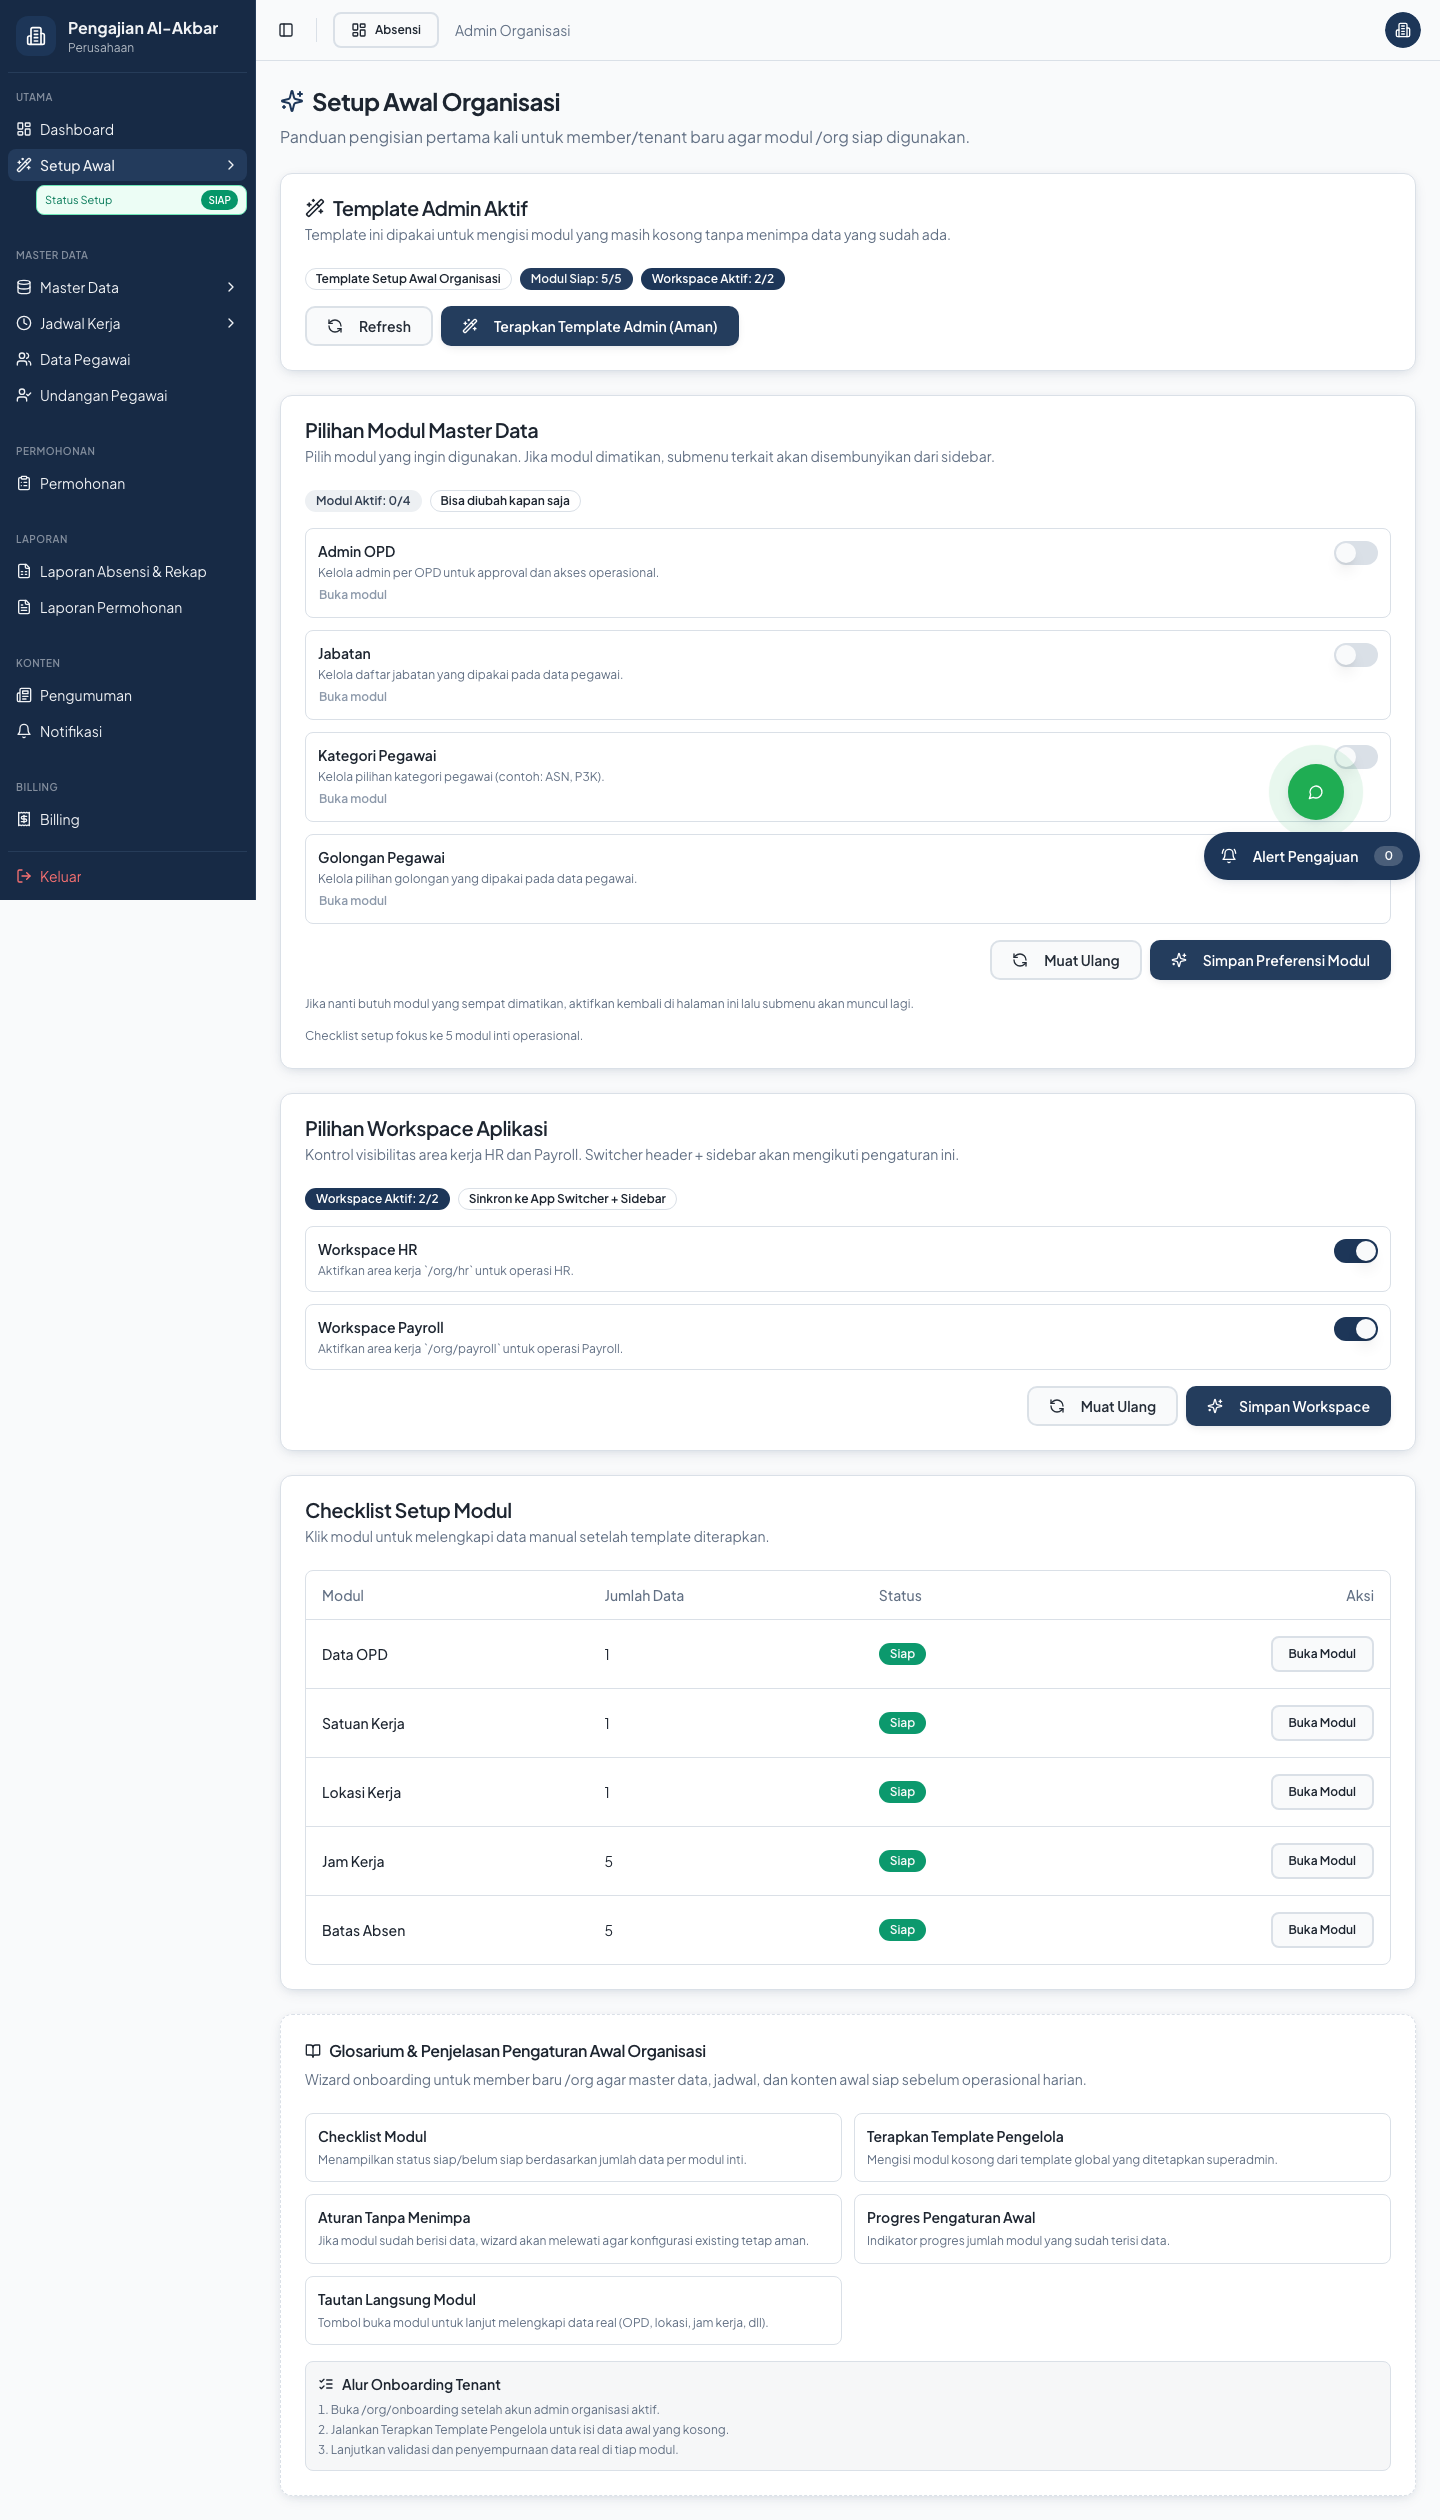 Pengajian Al-Akbar
Perusahaan
UTAMA
Dashboard
Setup Awal
Status Setup
SIAP
MASTER DATA
Master Data
Jadwal Kerja
Data Pegawai
Undangan Pegawai
PERMOHONAN
Permohonan
LAPORAN
Laporan Absensi & Rekap
Laporan Permohonan
KONTEN
Pengumuman
Notifikasi
BILLING
Billing
Keluar
Absensi
Admin Organisasi
Setup Awal Organisasi
Panduan pengisian pertama kali untuk member/tenant baru agar modul /org siap digunakan.
Template Admin Aktif
Template ini dipakai untuk mengisi modul yang masih kosong tanpa menimpa data yang sudah ada.
Template Setup Awal Organisasi
Modul Siap: 5/5
Workspace Aktif: 2/2
Refresh
Terapkan Template Admin (Aman)
Pilihan Modul Master Data
Pilih modul yang ingin digunakan. Jika modul dimatikan, submenu terkait akan disembunyikan dari sidebar.
Modul Aktif: 0/4
Bisa diubah kapan saja
Admin OPD
Kelola admin per OPD untuk approval dan akses operasional.
Buka modul
Jabatan
Kelola daftar jabatan yang dipakai pada data pegawai.
Buka modul
Kategori Pegawai
Kelola pilihan kategori pegawai (contoh: ASN, P3K).
Buka modul
Golongan Pegawai
Kelola pilihan golongan yang dipakai pada data pegawai.
Buka modul
Alert Pengajuan
0
Muat Ulang
Simpan Preferensi Modul
Jika nanti butuh modul yang sempat dimatikan, aktifkan kembali di halaman ini lalu submenu akan muncul lagi.
Checklist setup fokus ke 5 modul inti operasional.
Pilihan Workspace Aplikasi
Kontrol visibilitas area kerja HR dan Payroll. Switcher header + sidebar akan mengikuti pengaturan ini.
Workspace Aktif: 2/2
Sinkron ke App Switcher + Sidebar
Workspace HR
Aktifkan area kerja `/org/hr` untuk operasi HR.
Workspace Payroll
Aktifkan area kerja `/org/payroll` untuk operasi Payroll.
Muat Ulang
Simpan Workspace
Checklist Setup Modul
Klik modul untuk melengkapi data manual setelah template diterapkan.
Modul Jumlah Data Status Aksi
Data OPD 1 Siap Buka Modul
Satuan Kerja 1 Siap Buka Modul
Lokasi Kerja 1 Siap Buka Modul
Jam Kerja 5 Siap Buka Modul
Batas Absen 5 Siap Buka Modul
Glosarium & Penjelasan Pengaturan Awal Organisasi
Wizard onboarding untuk member baru /org agar master data, jadwal, dan konten awal siap sebelum operasional harian.
Checklist Modul
Menampilkan status siap/belum siap berdasarkan jumlah data per modul inti.
Terapkan Template Pengelola
Mengisi modul kosong dari template global yang ditetapkan superadmin.
Aturan Tanpa Menimpa
Jika modul sudah berisi data, wizard akan melewati agar konfigurasi existing tetap aman.
Progres Pengaturan Awal
Indikator progres jumlah modul yang sudah terisi data.
Tautan Langsung Modul
Tombol buka modul untuk lanjut melengkapi data real (OPD, lokasi, jam kerja, dll).
Alur Onboarding Tenant
1. Buka /org/onboarding setelah akun admin organisasi aktif.
2. Jalankan Terapkan Template Pengelola untuk isi data awal yang kosong.
3. Lanjutkan validasi dan penyempurnaan data real di tiap modul.